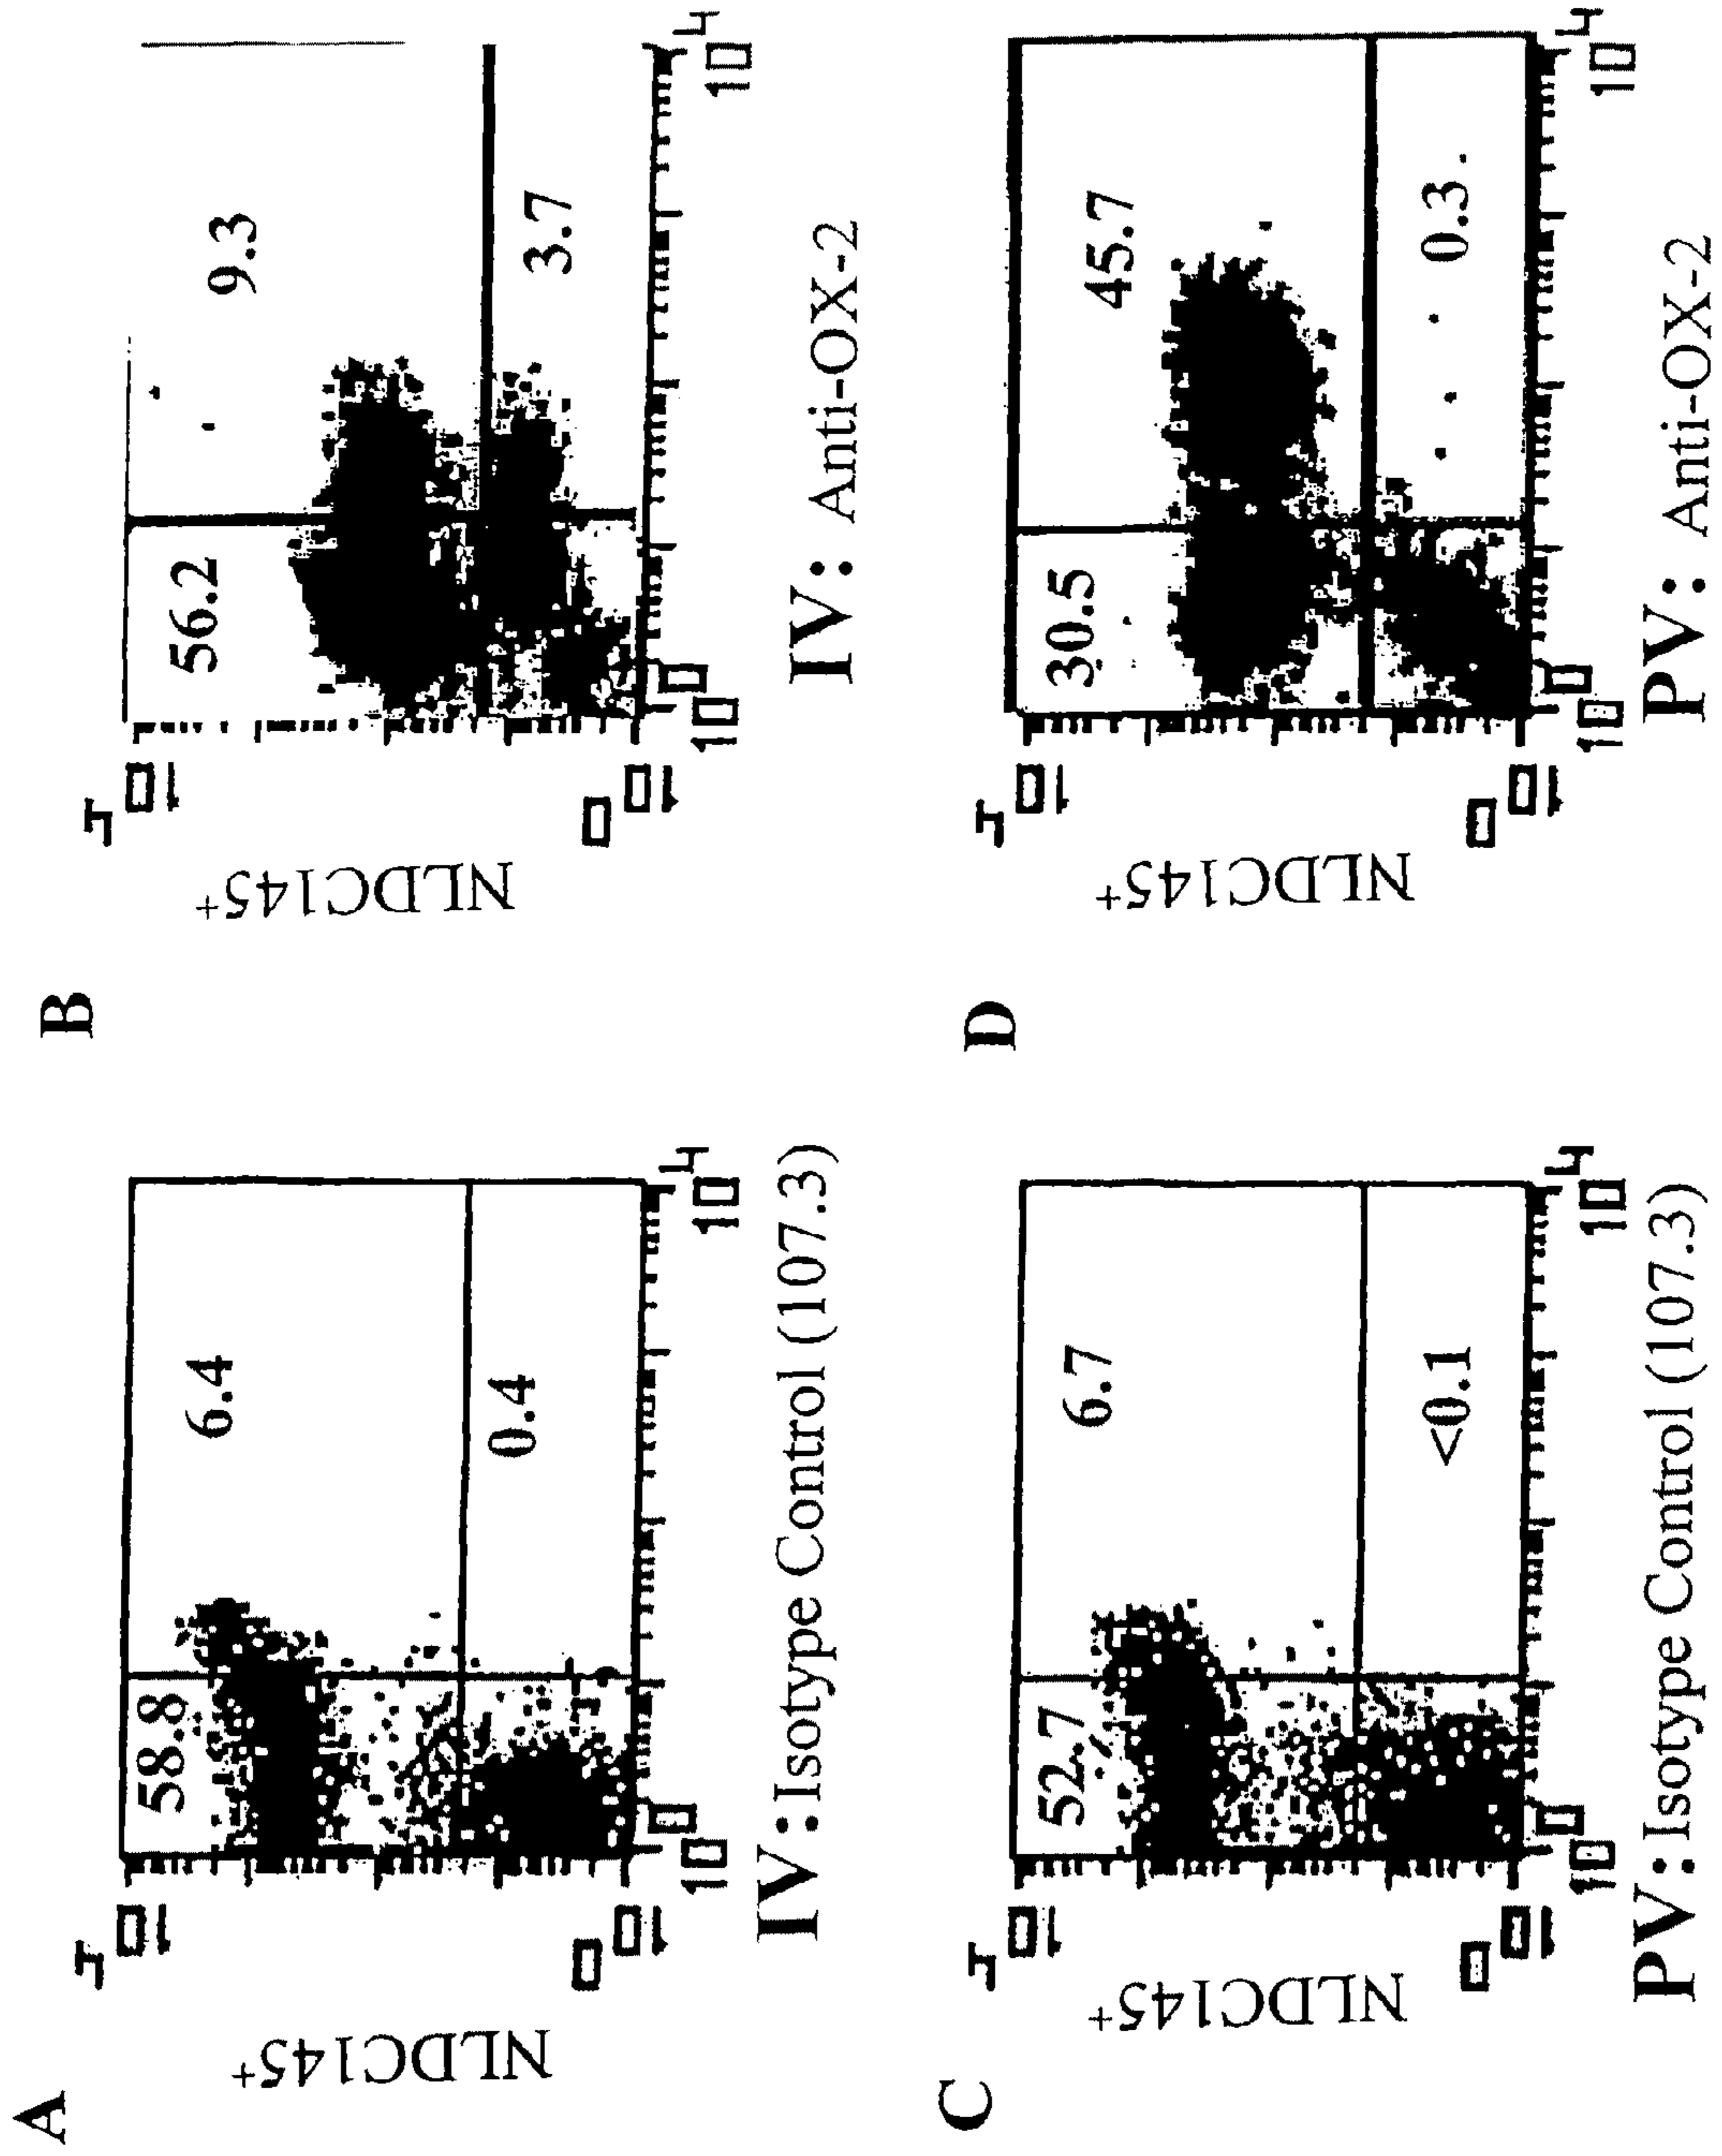 A
NLDC145+
10 4
10 0
58.8
6.4
0.4
10 0
10 4
IV: Isotype Control (107.3)
B
NLDC145+
10 4
10 0
56.2
9.3
3.7
10 0
10 4
IV: Anti-OX-2
C
NLDC145+
10 4
10 0
52.7
6.7
<0.1
10 0
10 4
PV: Isotype Control (107.3)
D
NLDC145+
10 4
10 0
30.5
45.7
0.3
10 0
10 4
PV: Anti-OX-2